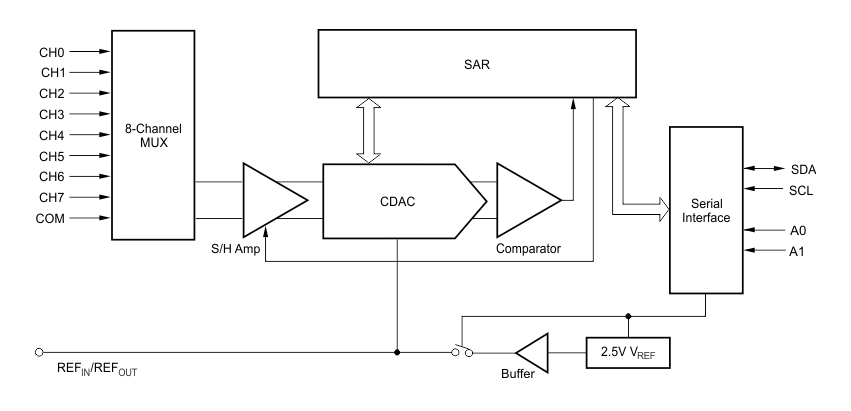 CH0
CH1
CH2
CH3
CH4
CH5
CH6
CH7
COM
8-Channel
MUX
SAR
S/H Amp
CDAC
Comparator
Serial
Interface
SDA
SCL
A0
A1
REFIN/REFOUT
Buffer
2.5V VREF